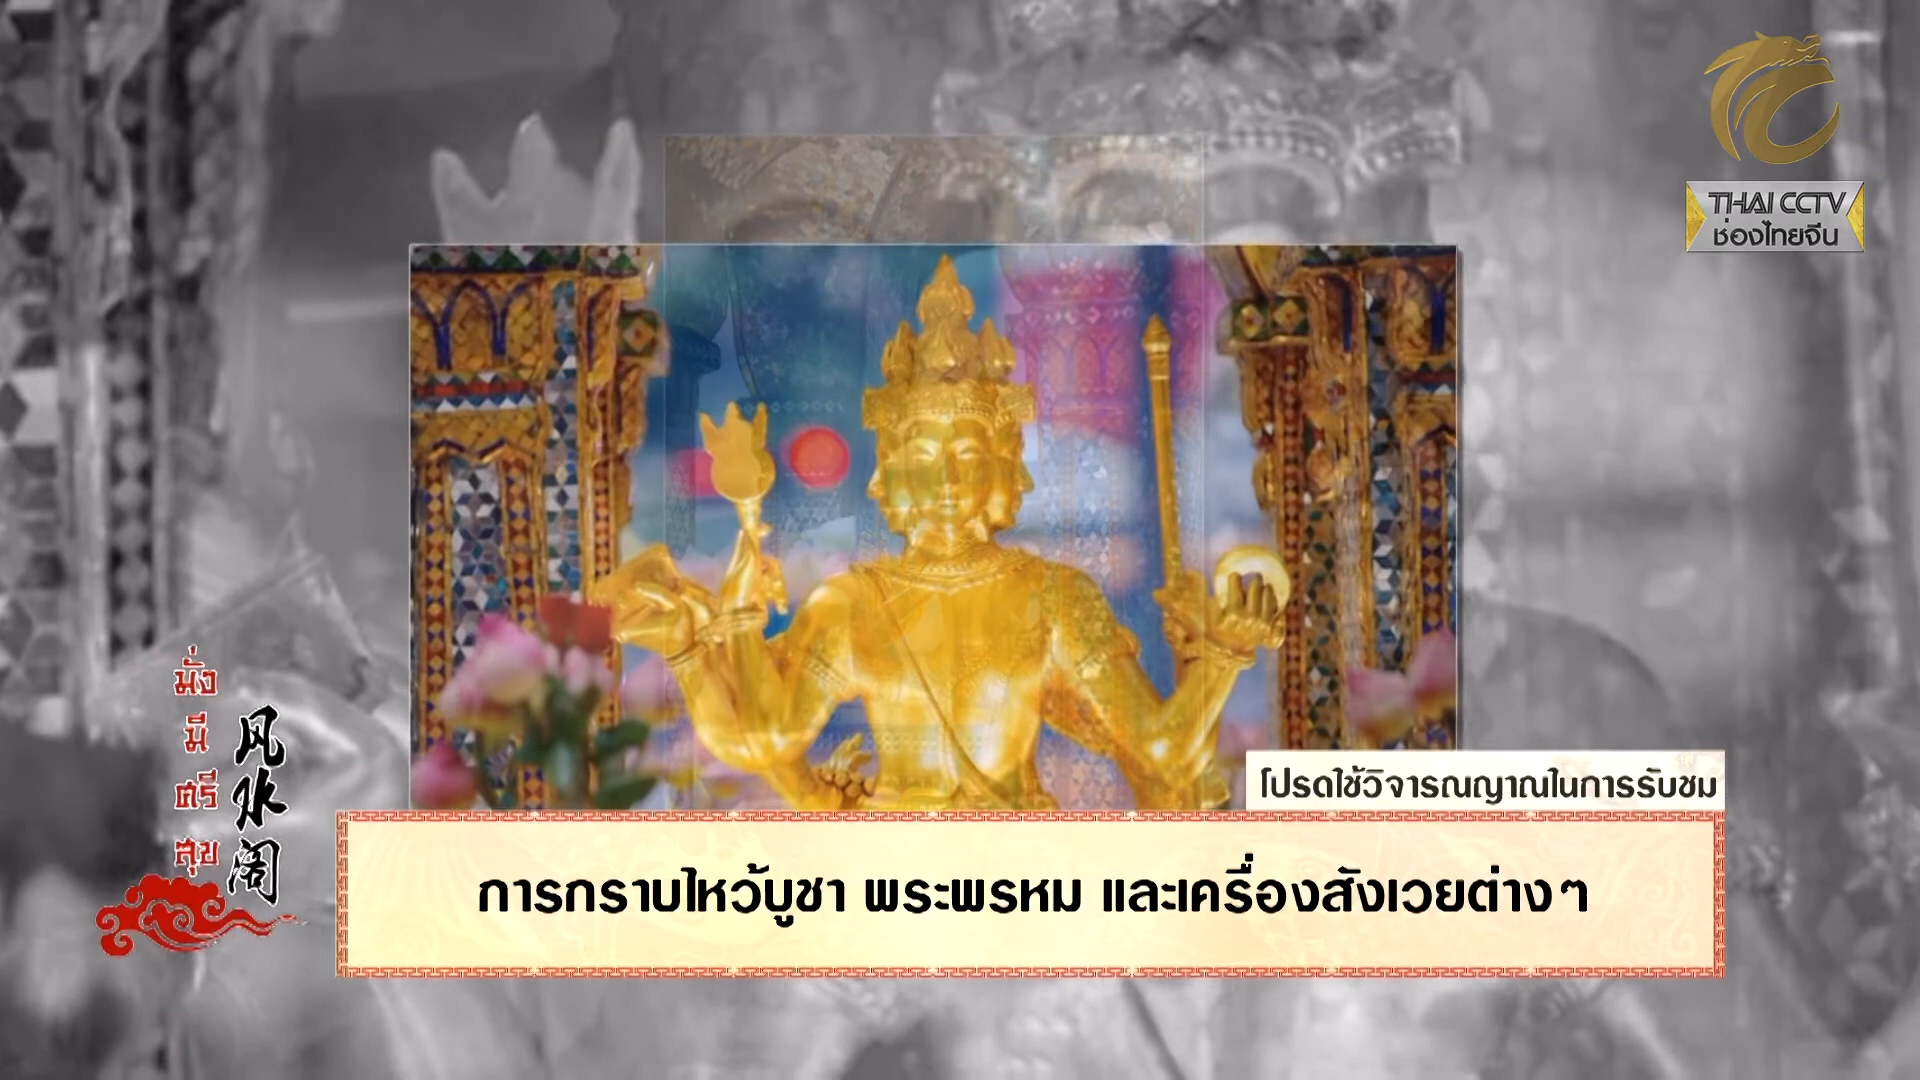 THAI CCTV
ช่องไทยจีน
มั่ง
มี
ศรี
สุข
风水阁
โปรดใช้วิจารณญาณในการรับชม
การกราบไหว้บูชา พระพรหม และเครื่องสังเวยต่างๆ